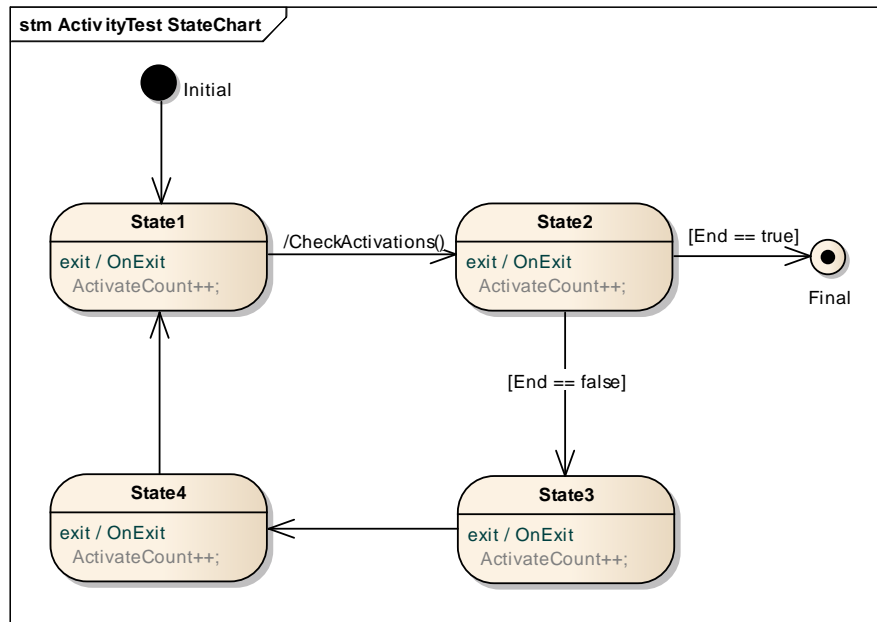 stm ActivityTest StateChart
Initial
State1
exit / OnExit
ActivateCount++;
/CheckActivations()
State2
exit / OnExit
ActivateCount++;
[End == true]
Final
[End == false]
State4
exit / OnExit
ActivateCount++;
State3
exit / OnExit
ActivateCount++;